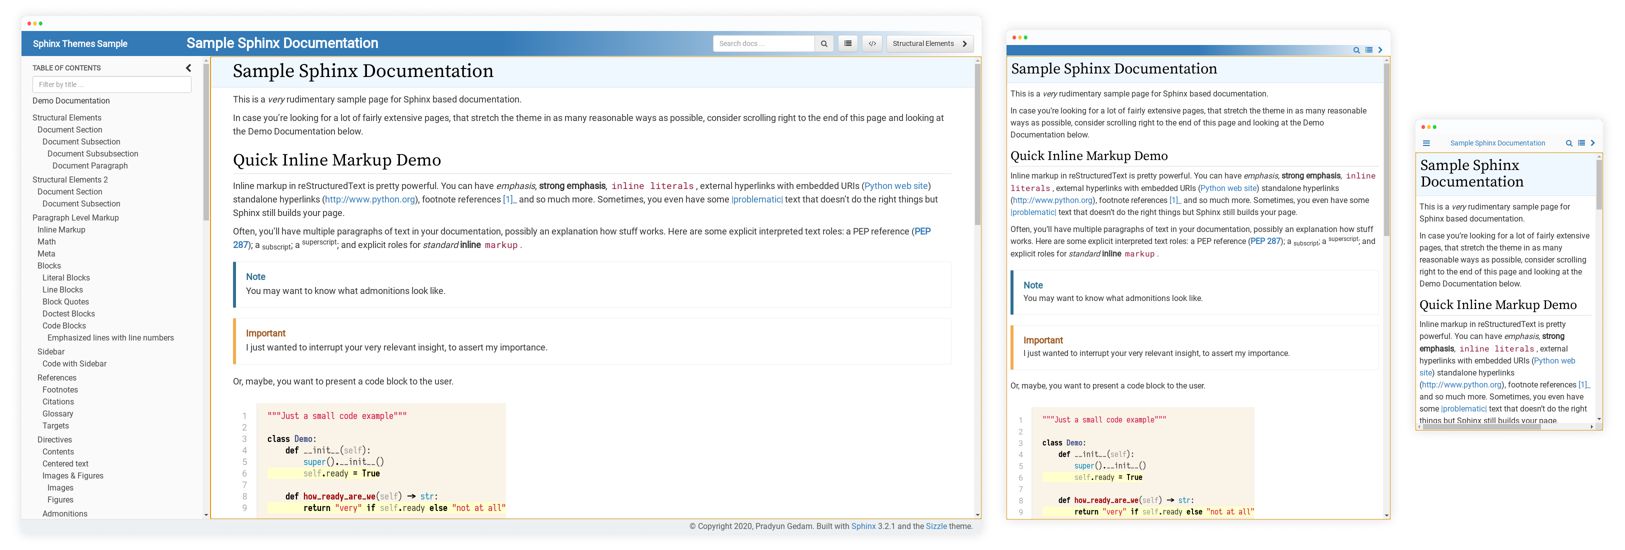 Sphinx Themes Sample
Sample Sphinx Documentation
Search docs ...
Structural Elements
TABLE OF CONTENTS
Filter by title ...
Demo Documentation
Structural Elements
Document Section
Document Subsection
Document Subsubsection
Document Paragraph
Structural Elements 2
Document Section
Document Subsection
Paragraph Level Markup
Inline Markup
Math
Meta
Blocks
Literal Blocks
Line Blocks
Block Quotes
Doctest Blocks
Code Blocks
Emphasized lines with line numbers
Sidebar
Code with Sidebar
References
Footnotes
Citations
Glossary
Targets
Directives
Contents
Centered text
Images & Figures
Images
Figures
Admonitions
Sample Sphinx Documentation
This is a very rudimentary sample page for Sphinx based documentation.
In case you're looking for a lot of fairly extensive pages, that stretch the theme in as many reasonable ways as possible, consider scrolling right to the end of this page and looking at
the Demo Documentation below.
Quick Inline Markup Demo
Inline markup in reStructuredText is pretty powerful. You can have emphasis, strong emphasis, inline literals, external hyperlinks with embedded URIs (Python web site)
standalone hyperlinks (http://www.python.org), footnote references [1]_ and so much more. Sometimes, you even have some |problematic| text that doesn't do the right things but
Sphinx still builds your page.
Often, you'll have multiple paragraphs of text in your documentation, possibly an explanation how stuff works. Here are some explicit interpreted text roles: a PEP reference (PEP
287); a subscript; a superscript; and explicit roles for standard inline markup.
Note
You may want to know what admonitions look like.
Important
I just wanted to interrupt your very relevant insight, to assert my importance.
Or, maybe, you want to present a code block to the user.
1 """Just a small code example"""
2
3 class Demo:
4 def __init__(self):
5 super().__init__()
6 self.ready = True
7
8 def how_ready_are_we(self) → str:
9 return "very" if self.ready else "not at all"
© Copyright 2020, Pradyun Gedam. Built with Sphinx 3.2.1 and the Sizzle theme.
Sample Sphinx Documentation
This is a very rudimentary sample page for Sphinx based documentation.
In case you're looking for a lot of fairly extensive pages, that stretch the theme in as many reasonable
ways as possible, consider scrolling right to the end of this page and looking at the Demo
Documentation below.
Quick Inline Markup Demo
Inline markup in reStructuredText is pretty powerful. You can have emphasis, strong emphasis, inline
literals, external hyperlinks with embedded URIs (Python web site) standalone hyperlinks
(http://www.python.org), footnote references [1]_ and so much more. Sometimes, you even have some
|problematic| text that doesn't do the right things but Sphinx still builds your page.
Often, you'll have multiple paragraphs of text in your documentation, possibly an explanation how stuff
works. Here are some explicit interpreted text roles: a PEP reference (PEP 287); a subscript; a superscript; and
explicit roles for standard inline markup.
Note
You may want to know what admonitions look like.
Important
I just wanted to interrupt your very relevant insight, to assert my importance.
Or, maybe, you want to present a code block to the user.
1 """Just a small code example"""
2
3 class Demo:
4 def __init__(self):
5 super().__init__()
6 self.ready = True
7
8 def how_ready_are_we(self) → str:
9 return "very" if self.ready else "not at all"
Sample Sphinx Documentation
Sample Sphinx
Documentation
This is a very rudimentary sample page for
Sphinx based documentation.
In case you're looking for a lot of fairly extensive
pages, that stretch the theme in as many
reasonable ways as possible, consider scrolling
right to the end of this page and looking at the
Demo Documentation below.
Quick Inline Markup Demo
Inline markup in reStructuredText is pretty
powerful. You can have emphasis, strong
emphasis, inline literals, external
hyperlinks with embedded URIs (Python web
site) standalone hyperlinks
(http://www.python.org), footnote references [1]_
and so much more. Sometimes, you even have
some |problematic| text that doesn't do the right
things but Sphinx still builds your page.